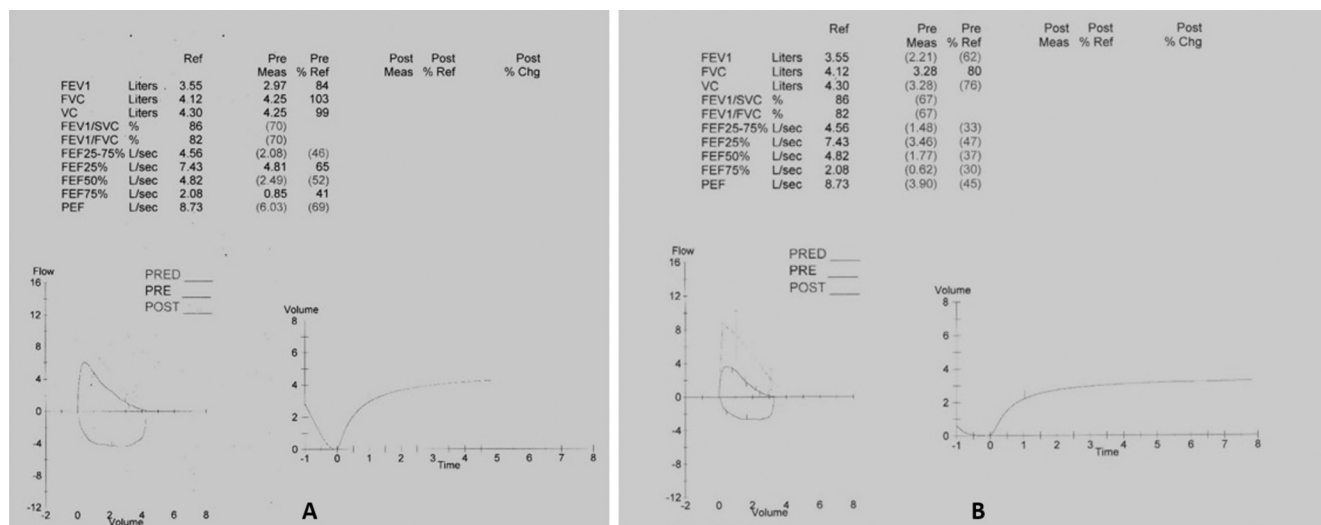 Ref Pre Pre Post Post Post
Meas % Ref Meas % Ref % Chg
FEV1 Liters 3.55 2.97 84
FVC Liters 4.12 4.25 103
VC Liters 4.30 4.25 99
FEV1/SVC % 86 (70)
FEV1/FVC % 82 (70)
FEF25-75% L/sec 4.56 (2.08) (46)
FEF25% L/sec 7.43 4.81 65
FEF50% L/sec 4.82 (2.49) (52)
FEF75% L/sec 2.08 0.85 41
PEF L/sec 8.73 (6.03) (69)
Flow
16
12
8
4
0
-4
-8
-12
-2 0 2 4 6 8
Volume
PRED
PRE
POST
Volume
8
6
4
2
0
-1 0 1 2 3 4 5 6 7 8
Time
A
Ref Pre Pre Post Post Post
Meas % Ref Meas % Ref % Chg
FEV1 Liters 3.55 (2.21) (62)
FVC Liters 4.12 3.28 80
VC Liters 4.30 (3.28) (76)
FEV1/SVC % 86 (67)
FEV1/FVC % 82 (67)
FEF25-75% L/sec 4.56 (1.48) (33)
FEF25% L/sec 7.43 (3.46) (47)
FEF50% L/sec 4.82 (1.77) (37)
FEF75% L/sec 2.08 (0.62) (30)
PEF L/sec 8.73 (3.90) (45)
Flow
16
12
8
4
0
-4
-8
-12
-2 0 2 4 6 8
Volume
PRED
PRE
POST
Volume
8
6
4
2
0
-1 0 1 2 3 4 5 6 7 8
Time
B